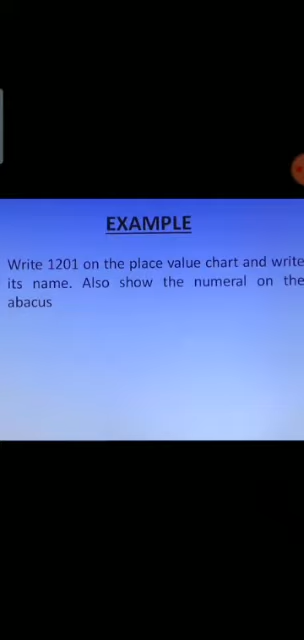 EXAMPLE
Write 1201 on the place value chart and write
its name. Also show the numeral on the
abacus